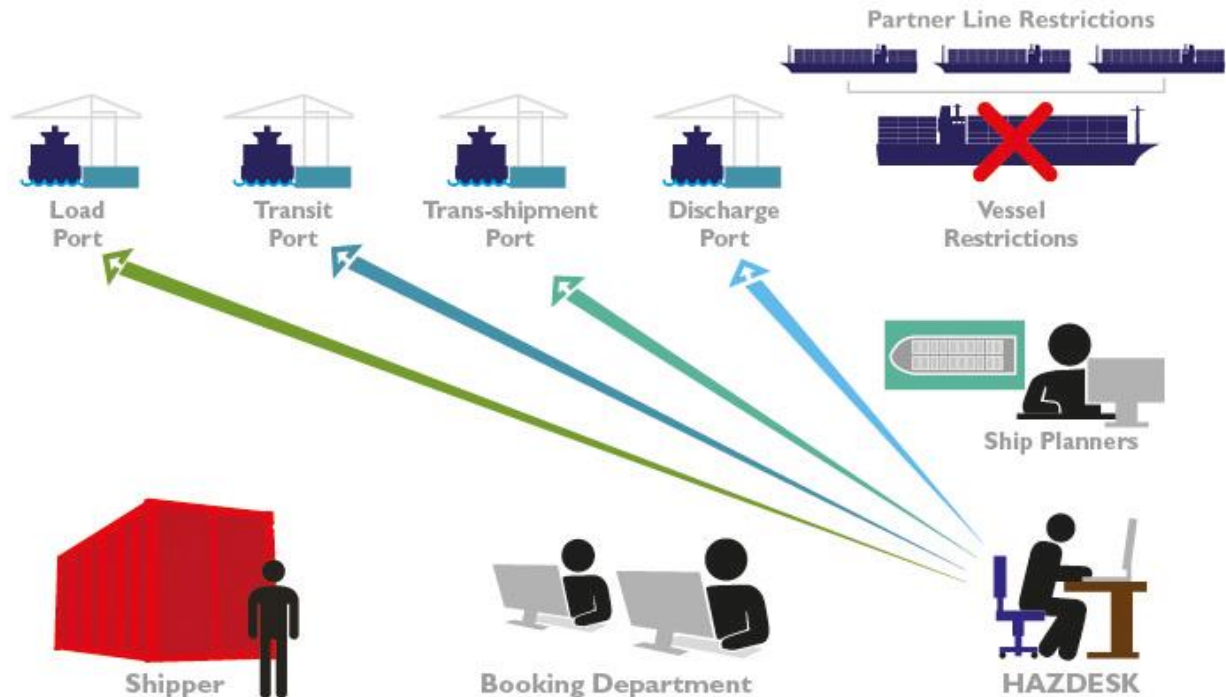 Partner Line Restrictions
Load
Port
Transit
Port
Trans-shipment
Port
Discharge
Port
Vessel
Restrictions
Ship Planners
Shipper
Booking Department
HAZDESK